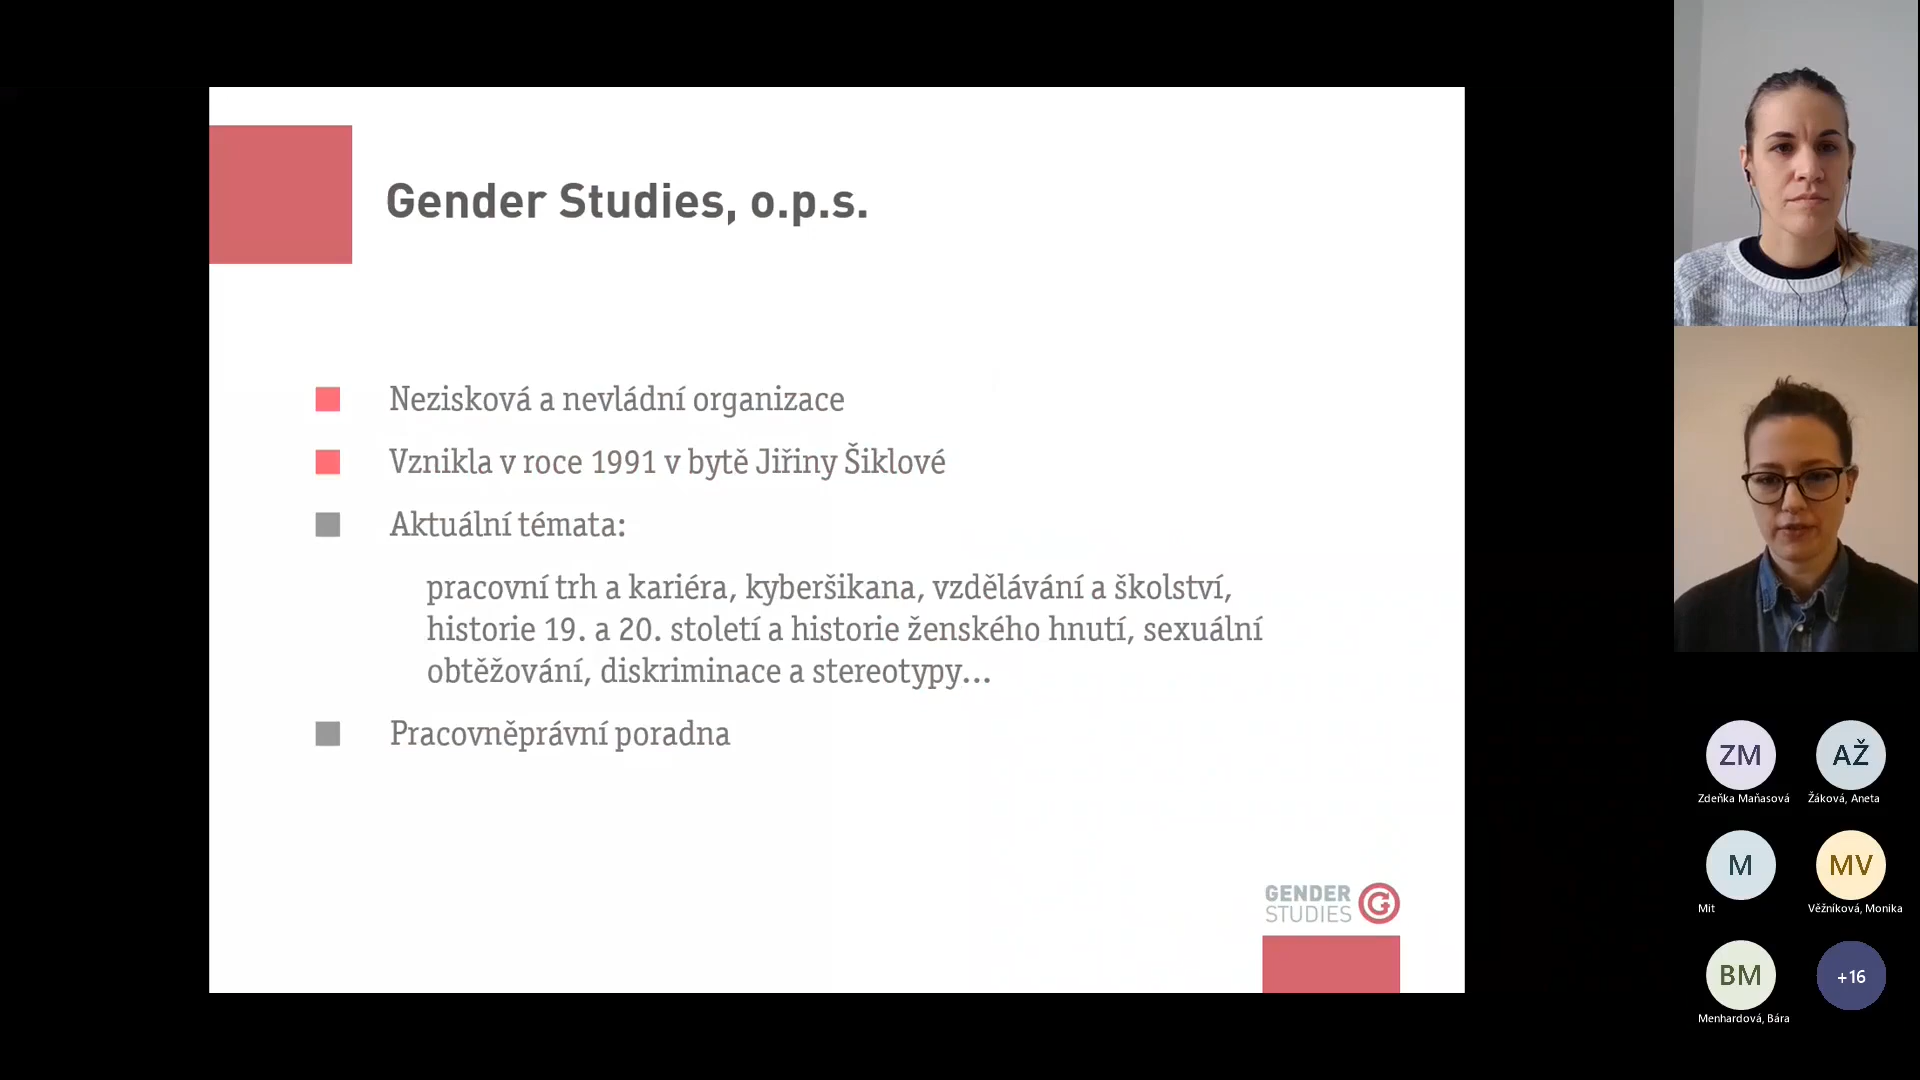 Gender Studies, o.p.s.
Nezisková a nevládní organizace
Vznikla v roce 1991 v bytě Jiřiny Šiklové
Aktuální témata:
pracovní trh a kariéra, kyberšikana, vzdělávání a školství,
historie 19. a 20. století a historie ženského hnutí, sexuální
obtěžování, diskriminace a stereotypy...
Pracovněprávní poradna
GENDER
STUDIES
ZM
Zdeňka Maňasová
AŽ
Žáková, Aneta
M
Mit
MV
Věžníková, Monika
BM
Menhardová, Bára
+16